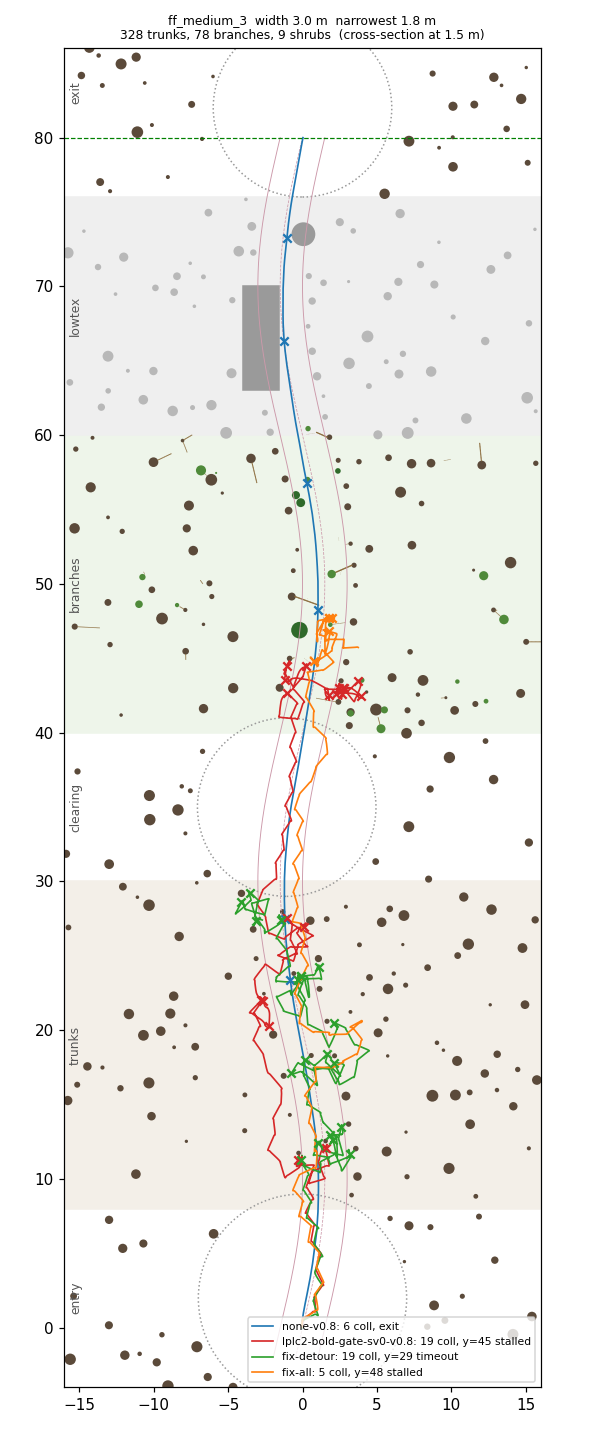 ff_medium_3  width 3.0 m  narrowest 1.8 m
328 trunks, 78 branches, 9 shrubs  (cross-section at 1.5 m)
exit
80
lowtex
70
60
branches
50
40
clearing
30
trunks
20
10
entry
0
none-v0.8: 6 coll, exit
lplc2-bold-gate-sv0-v0.8: 19 coll, y=45 stalled
fix-detour: 19 coll, y=29 timeout
fix-all: 5 coll, y=48 stalled
−15 −10 −5 0 5 10 15